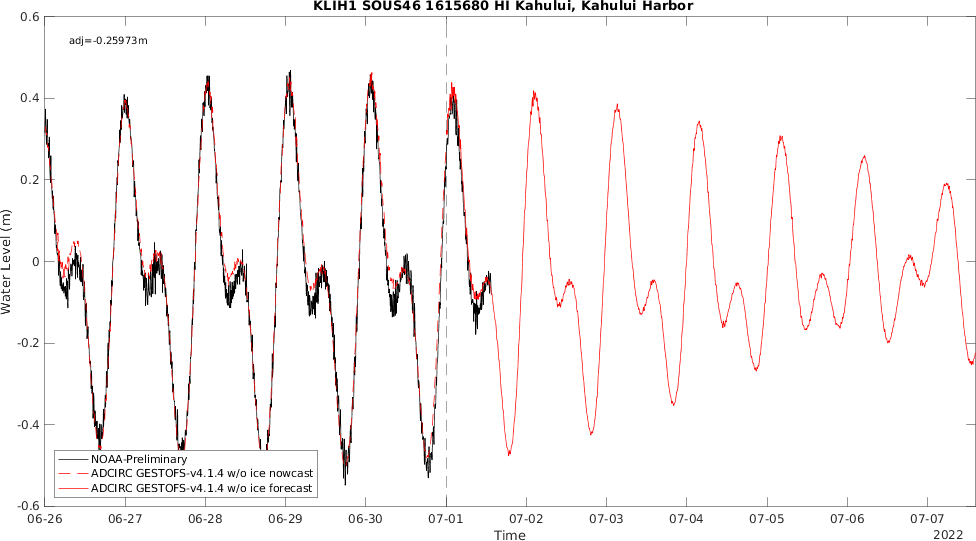 KLIH1 SOUS46 1615680 HI Kahului, Kahului Harbor
adj=-0.25973m
Water Level (m)
0.6
0.4
0.2
0
-0.2
-0.4
-0.6
NOAA-Preliminary
ADCIRC GESTOFS-v4.1.4 w/o ice nowcast
ADCIRC GESTOFS-v4.1.4 w/o ice forecast
06-26 06-27 06-28 06-29 06-30 07-01 07-02 07-03 07-04 07-05 07-06 07-07
Time
2022